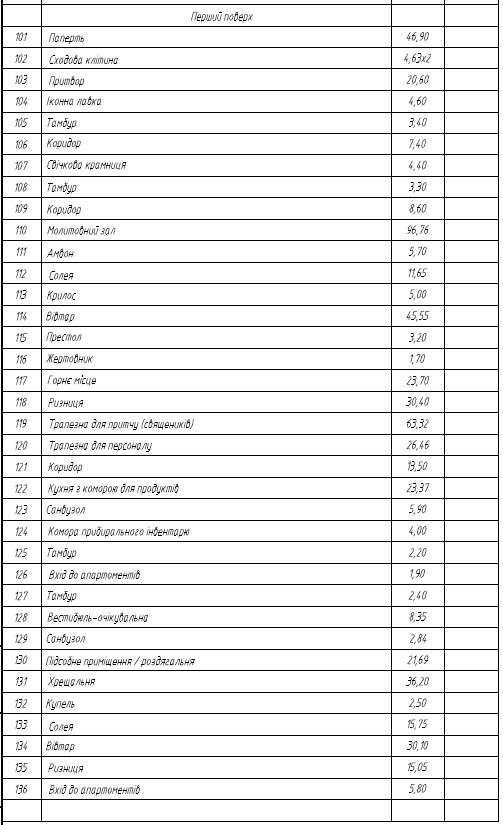 Перший поверх
101 Паперть 46,90
102 Сходова клітина 4,63х2
103 Притвор 20,60
104 Іконна лавка 4,60
105 Тамбур 3,40
106 Коридор 7,40
107 Свічкова крамниця 4,40
108 Тамбур 3,30
109 Коридор 8,60
110 Молитовний зал 96,76
111 Амвон 5,70
112 Солея 11,65
113 Крилос 5,00
114 Вівтар 45,55
115 Престол 3,20
116 Жертовник 1,70
117 Горнє місце 23,70
118 Ризниця 30,40
119 Трапезна для притчу (священиків) 63,32
120 Трапезна для персоналу 26,46
121 Коридор 13,50
122 Кухня з коморою для продуктів 23,37
123 Санвузол 5,90
124 Комора прибирального інвентарю 4,00
125 Тамбур 2,20
126 Вхід до апартоментів 1,90
127 Тамбур 2,40
128 Вестибюль-очікувальна 8,35
129 Санвузол 2,84
130 Підсобне приміщення / роздягальня 21,69
131 Хрещальня 36,20
132 Купель 2,50
133 Солея 15,75
134 Вівтар 30,10
135 Ризниця 15,05
136 Вхід до апартоментів 5,80